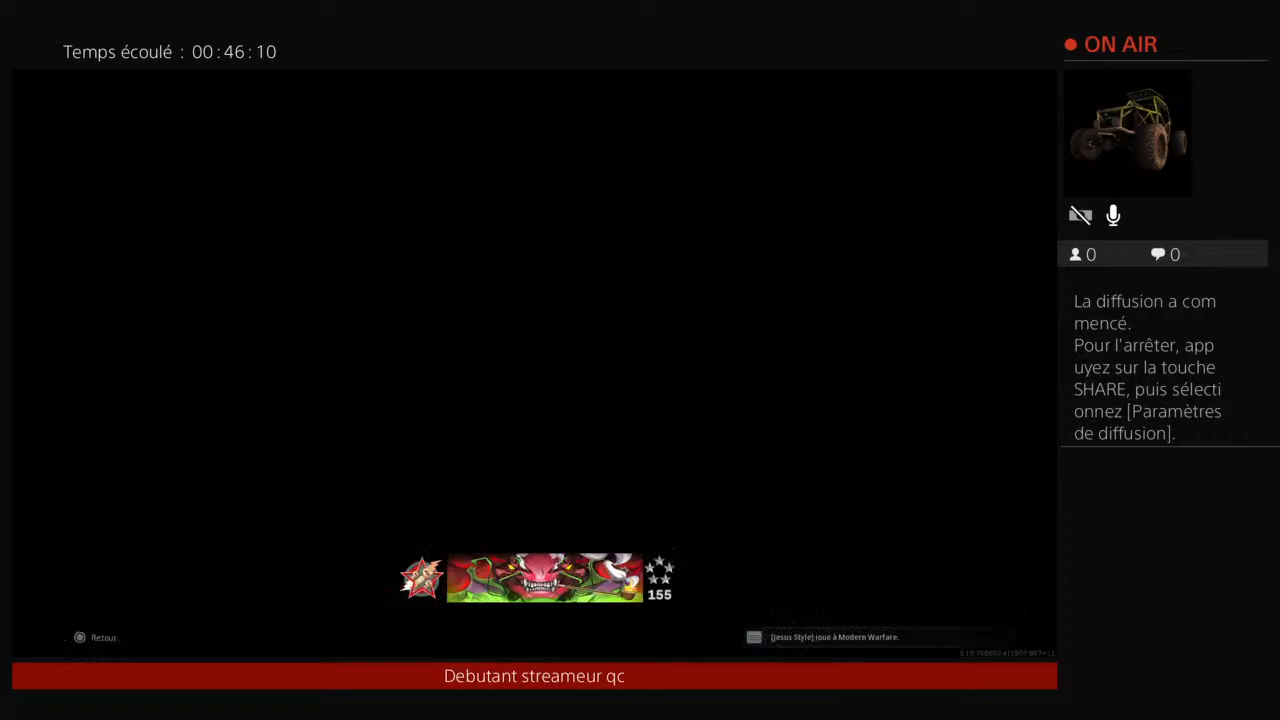 Temps écoulé : 00:46:10
ON AIR
0 0
La diffusion a com
mencé.
Pour l'arrêter, app
uyez sur la touche
SHARE, puis sélecti
onnez [Paramètres
de diffusion].
155
Retour
[Jesus Style] joue à Modern Warfare.
Debutant streameur qc